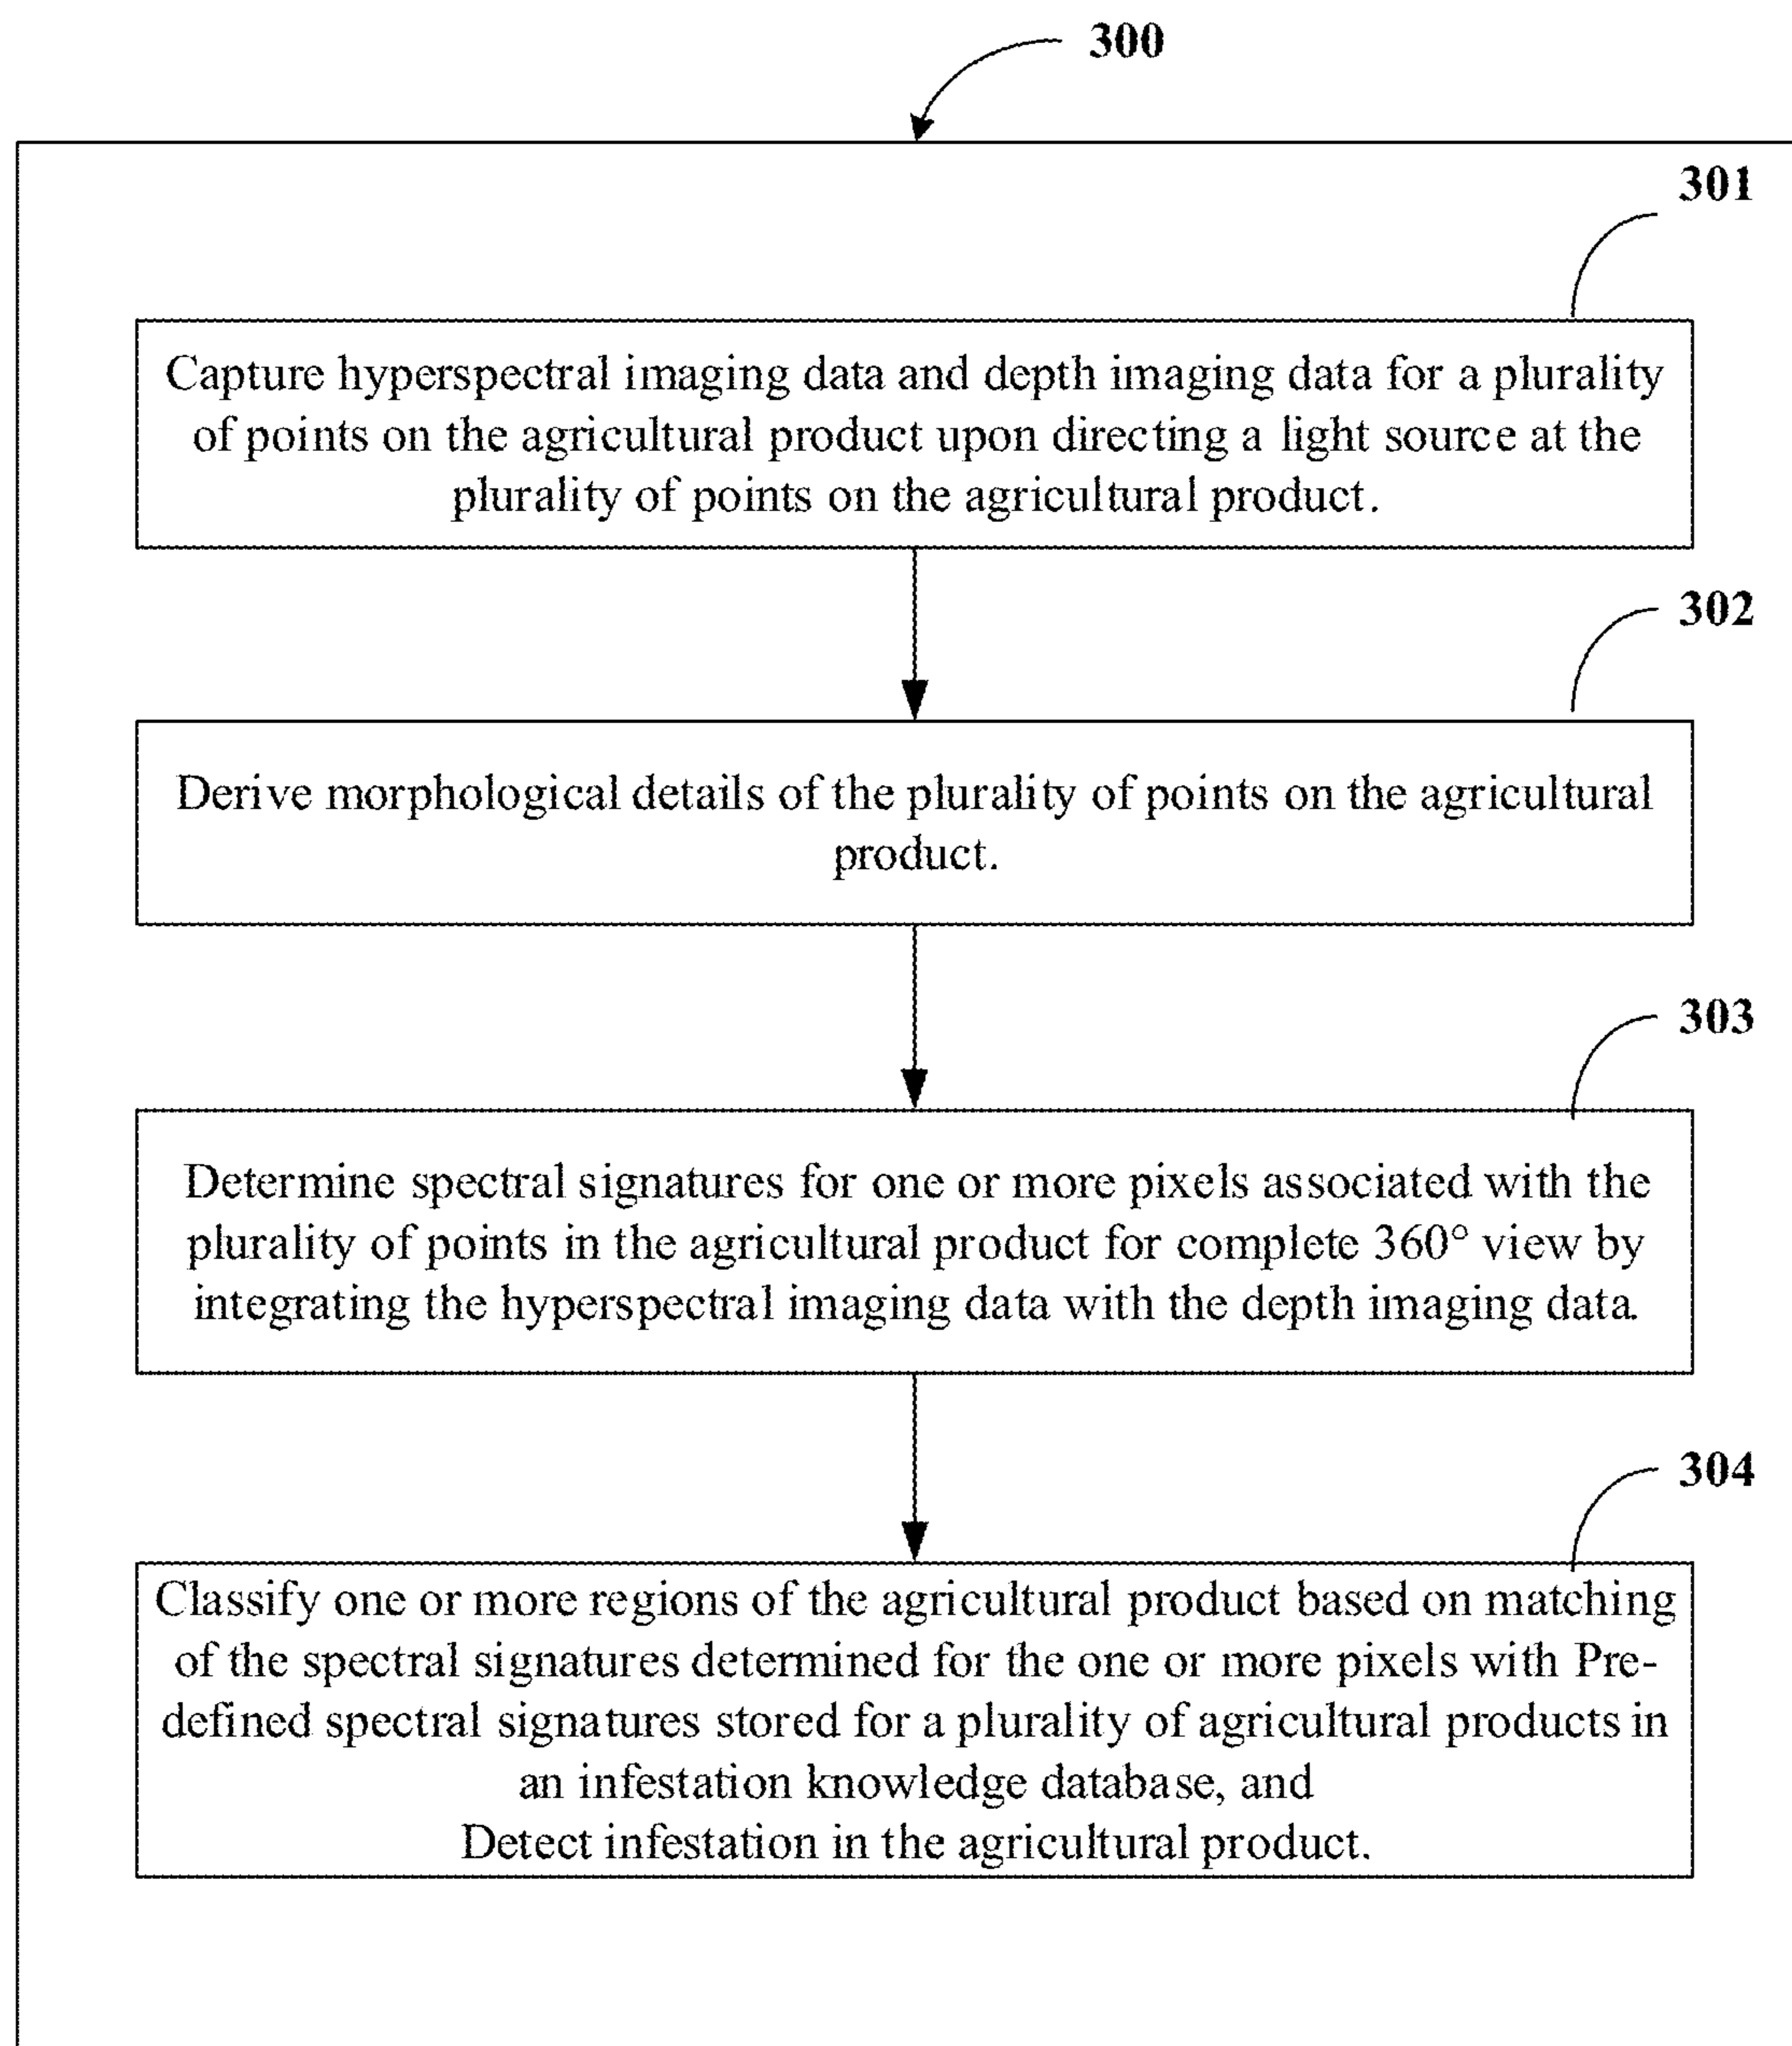 300
301
Capture hyperspectral imaging data and depth imaging data for a plurality
of points on the agricultural product upon directing a light source at the
plurality of points on the agricultural product.
302
Derive morphological details of the plurality of points on the agricultural
product.
303
Determine spectral signatures for one or more pixels associated with the
plurality of points in the agricultural product for complete 360° view by
integrating the hyperspectral imaging data with the depth imaging data.
304
Classify one or more regions of the agricultural product based on matching
of the spectral signatures determined for the one or more pixels with Pre-
defined spectral signatures stored for a plurality of agricultural products in
an infestation knowledge database, and
Detect infestation in the agricultural product.